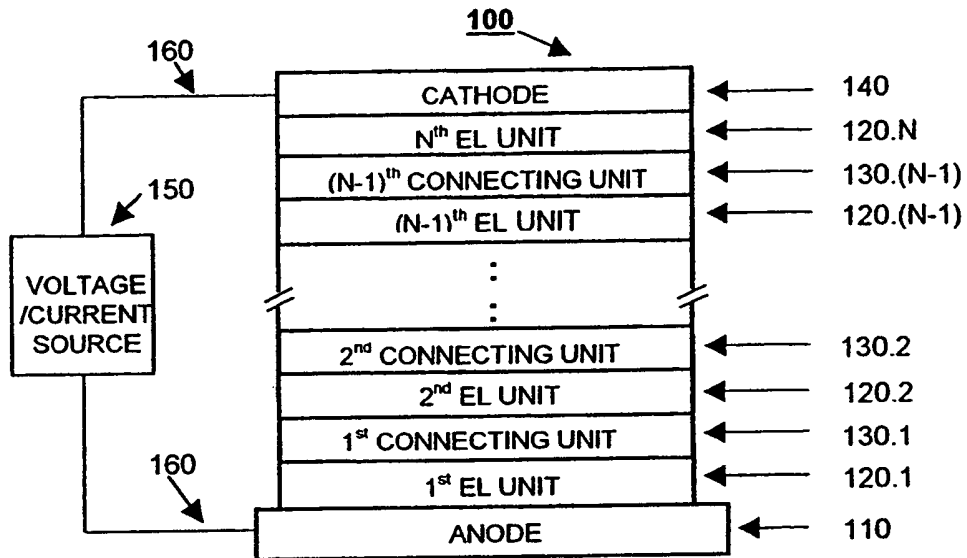 100
160
CATHODE 140
Nth EL UNIT 120.N
(N-1)th CONNECTING UNIT 130.(N-1)
150
(N-1)th EL UNIT 120.(N-1)
VOLTAGE
/CURRENT
SOURCE
2nd CONNECTING UNIT 130.2
2nd EL UNIT 120.2
1st CONNECTING UNIT 130.1
160
1st EL UNIT 120.1
ANODE 110